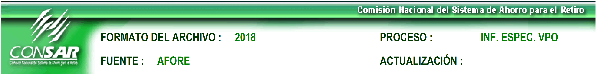 Comisión Nacional del Sistema de Ahorro para el Retiro
CONSAR
FORMATO DEL ARCHIVO : 2018 PROCESO : INF. ESPEC. VPO
FUENTE : AFORE ACTUALIZACIÓN :